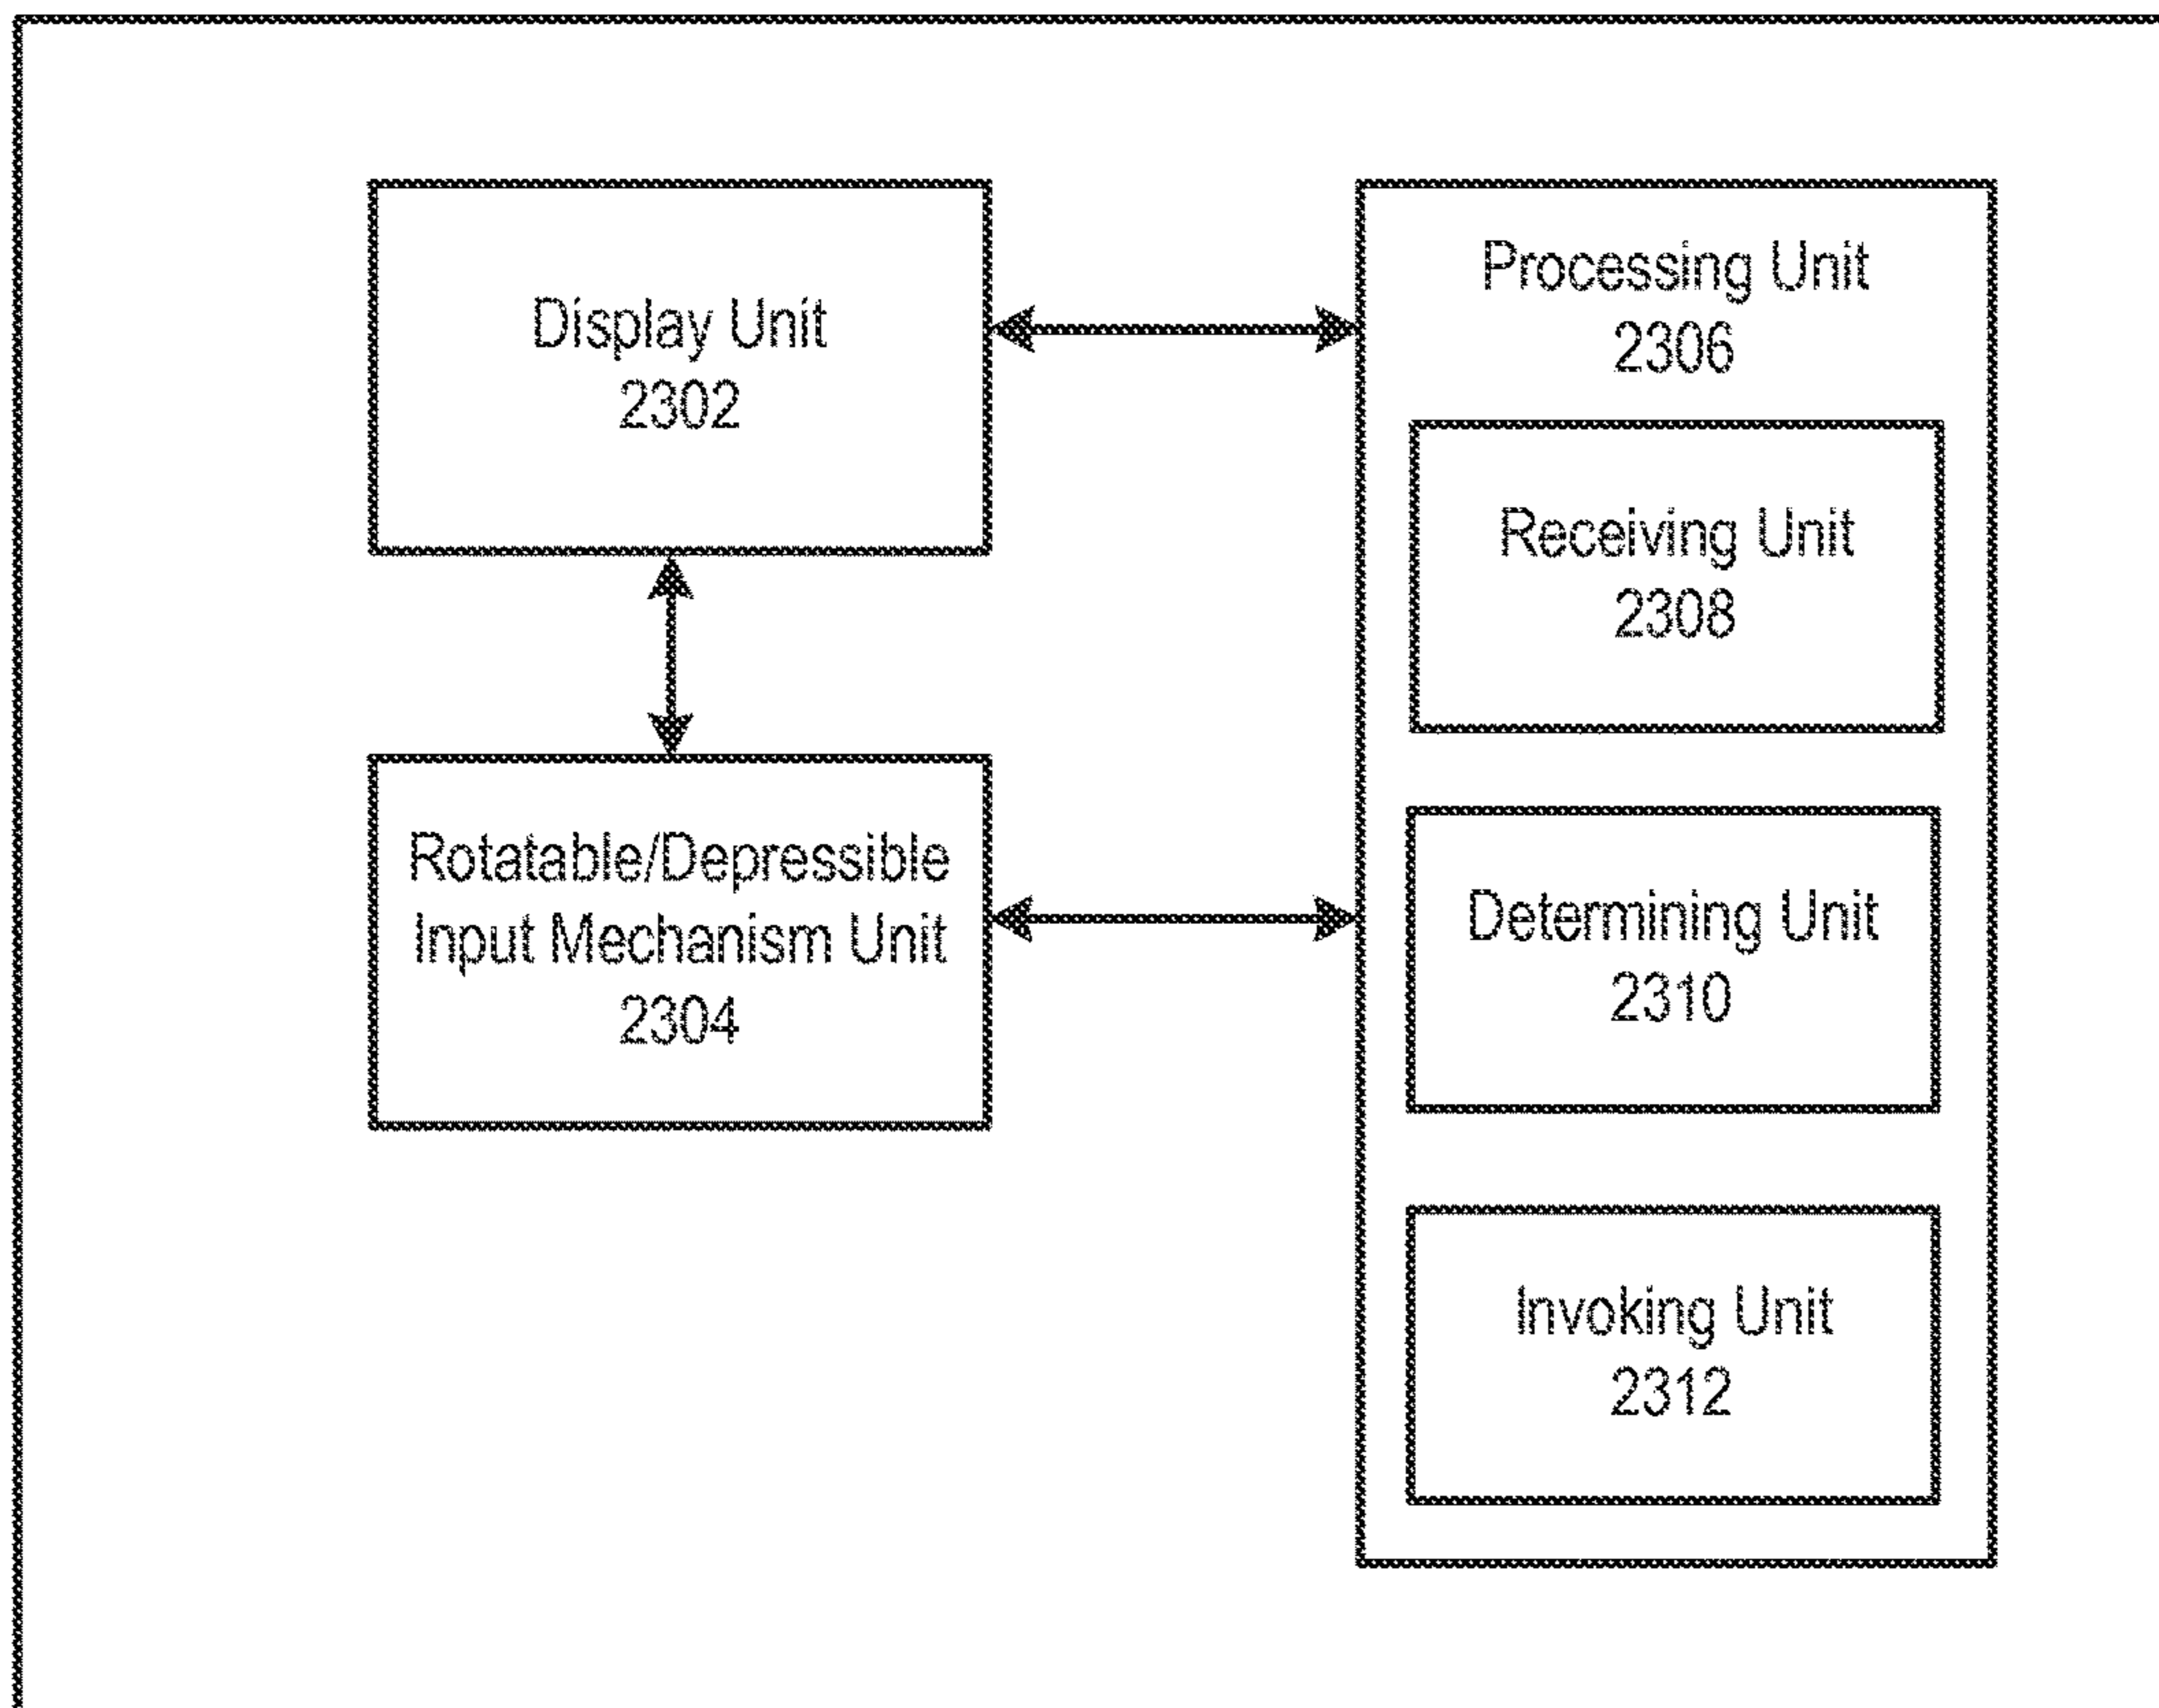 Display Unit
2302
Rotatable/Depressible
Input Mechanism Unit
2304
Processing Unit
2306
Receiving Unit
2308
Determining Unit
2310
Invoking Unit
2312